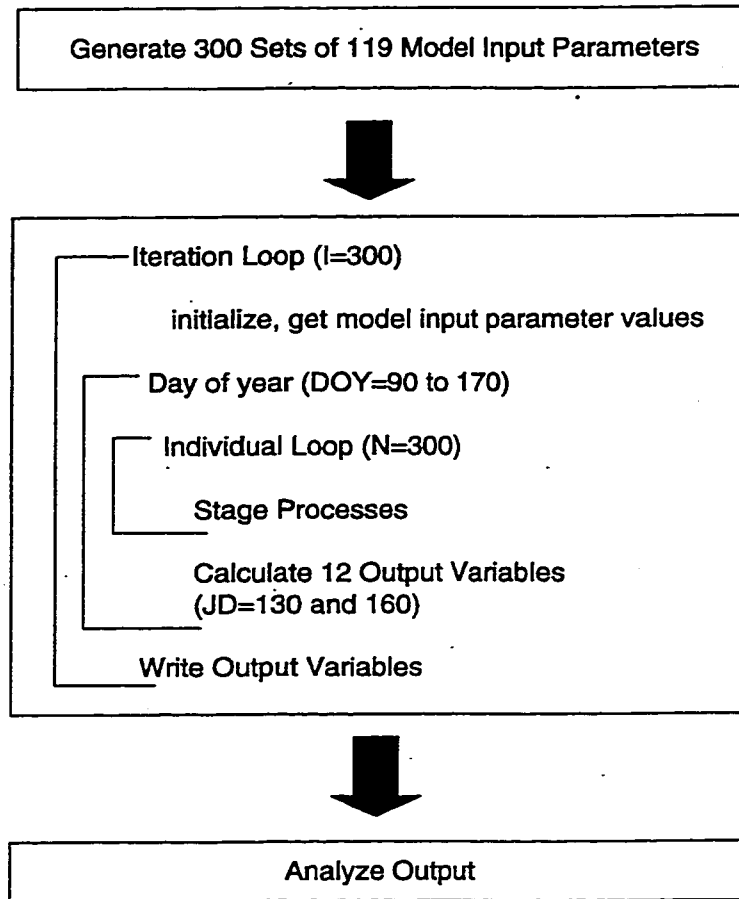 Generate 300 Sets of 119 Model Input Parameters
Iteration Loop (I=300)
initialize, get model input parameter values
Day of year (DOY=90 to 170)
Individual Loop (N=300)
Stage Processes
Calculate 12 Output Variables
(JD=130 and 160)
Write Output Variables
Analyze Output